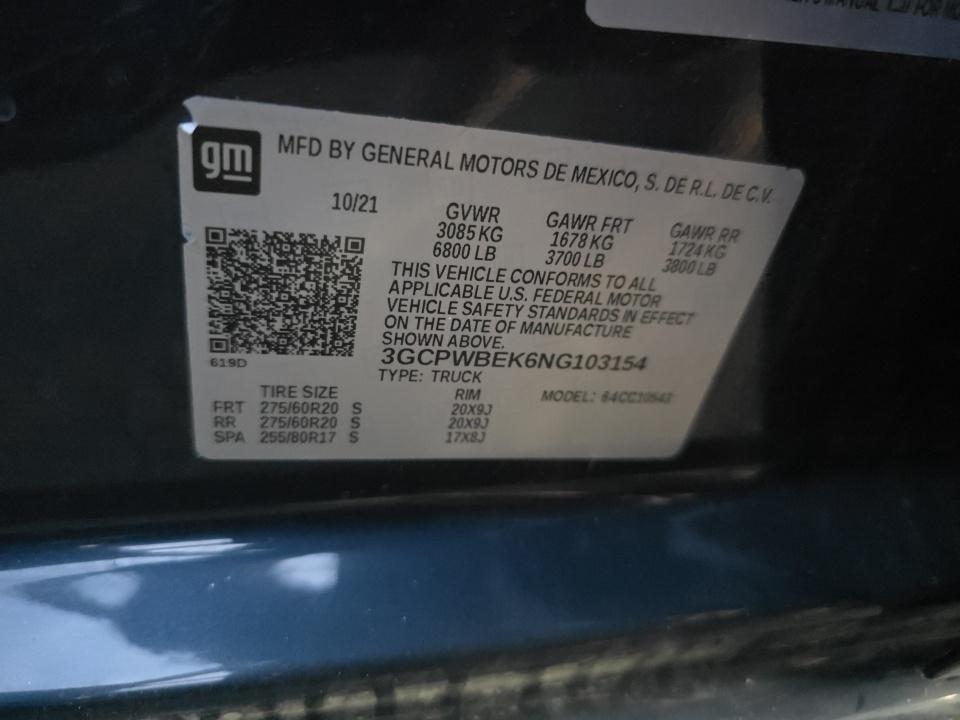 gm
MFD BY GENERAL MOTORS DE MEXICO, S. DE R.L. DE C.V.
10/21
GVWR GAWR FRT GAWR RR
3085 KG 1678 KG 1724 KG
6800 LB 3700 LB 3800 LB
THIS VEHICLE CONFORMS TO ALL
APPLICABLE U.S. FEDERAL MOTOR
VEHICLE SAFETY STANDARDS IN EFFECT
ON THE DATE OF MANUFACTURE
SHOWN ABOVE.
3GCPWBEK6NG103154
619D
TYPE: TRUCK
TIRE SIZE RIM MODEL:
FRT 275/60R20 S 20X9J
RR 275/60R20 S 20X9J
SPA 255/80R17 S 17X8J